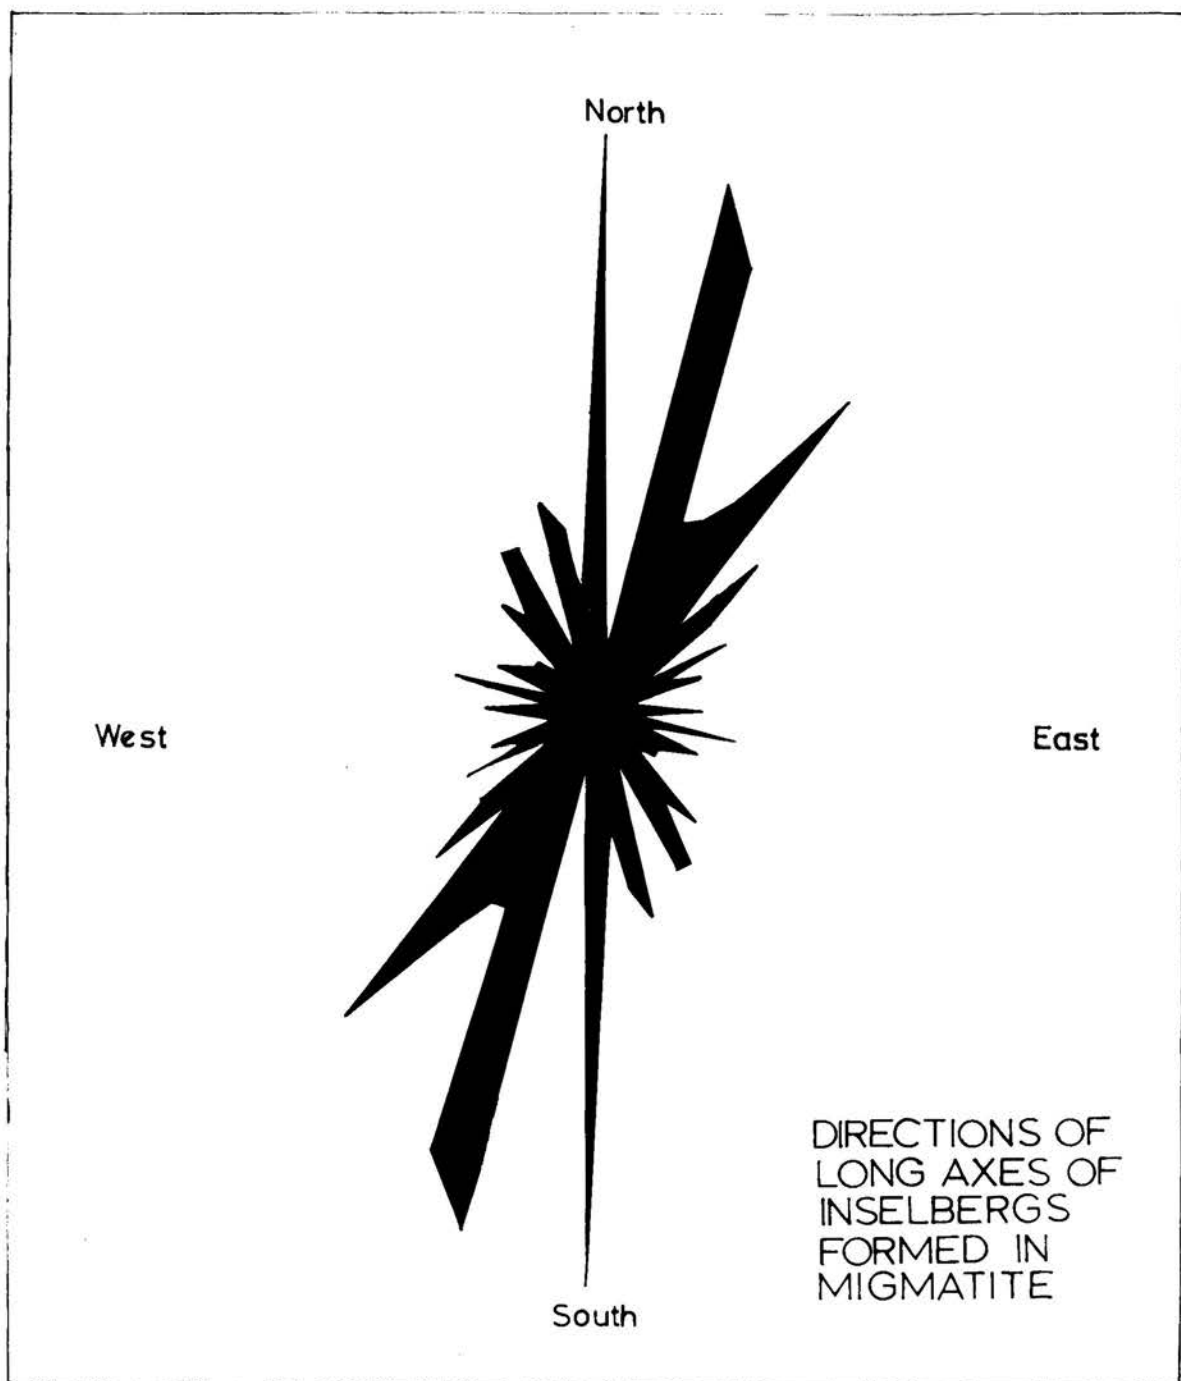 North
West
East
South
DIRECTIONS OF
LONG AXES OF
INSELBERGS
FORMED IN
MIGMATITE